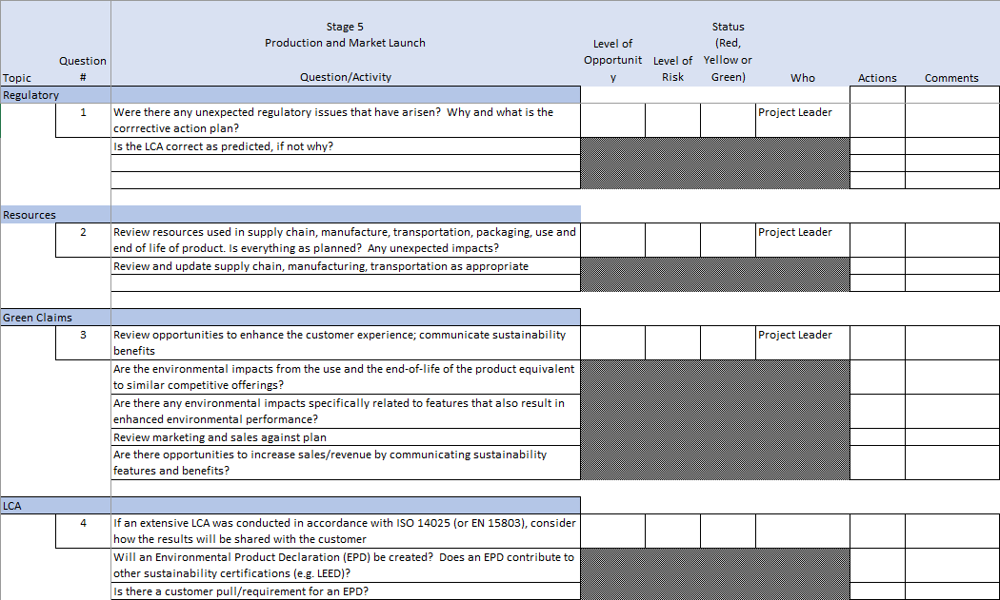 Stage 5
Production and Market Launch
Status
(Red,
Yellow or
Green)
Level of
Opportunit
y
Level of
Risk
Question
#
Topic
Question/Activity
Who
Actions
Comments
Regulatory
1
Were there any unexpected regulatory issues that have arisen? Why and what is the
corrrective action plan?
Project Leader
Is the LCA correct as predicted, if not why?
Resources
2
Review resources used in supply chain, manufacture, transportation, packaging, use and
end of life of product. Is everything as planned? Any unexpected impacts?
Project Leader
Review and update supply chain, manufacturing, transportation as appropriate
Green Claims
3
Review opportunities to enhance the customer experience; communicate sustainability
benefits
Project Leader
Are the environmental impacts from the use and the end-of-life of the product equivalent
to similar competitive offerings?
Are there any environmental impacts specifically related to features that also result in
enhanced environmental performance?
Review marketing and sales against plan
Are there opportunities to increase sales/revenue by communicating sustainability
features and benefits?
LCA
4
If an extensive LCA was conducted in accordance with ISO 14025 (or EN 15803), consider
how the results will be shared with the customer
Will an Environmental Product Declaration (EPD) be created? Does an EPD contribute to
other sustainability certifications (e.g. LEED)?
Is there a customer pull/requirement for an EPD?